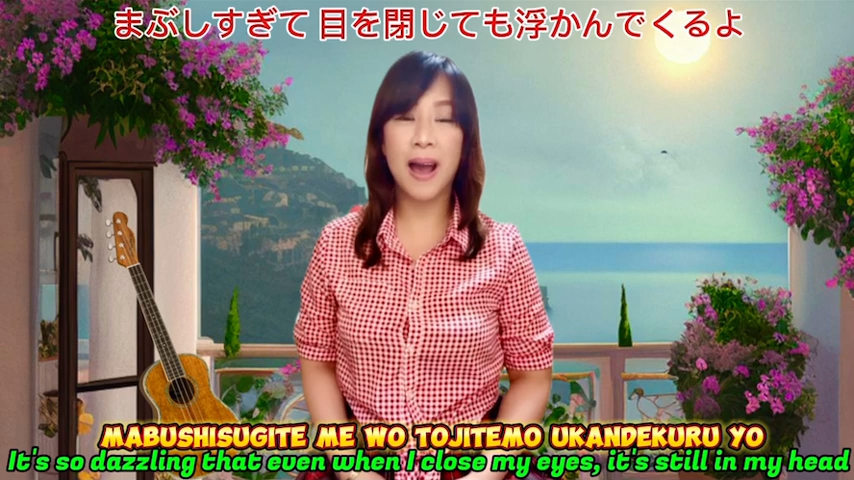 まぶしすぎて 目を閉じても浮かんでくるよ
MABUSHISUGITE ME WO TOJITEMO UKANDEKURU YO
It's so dazzling that even when I close my eyes, it's still in my head